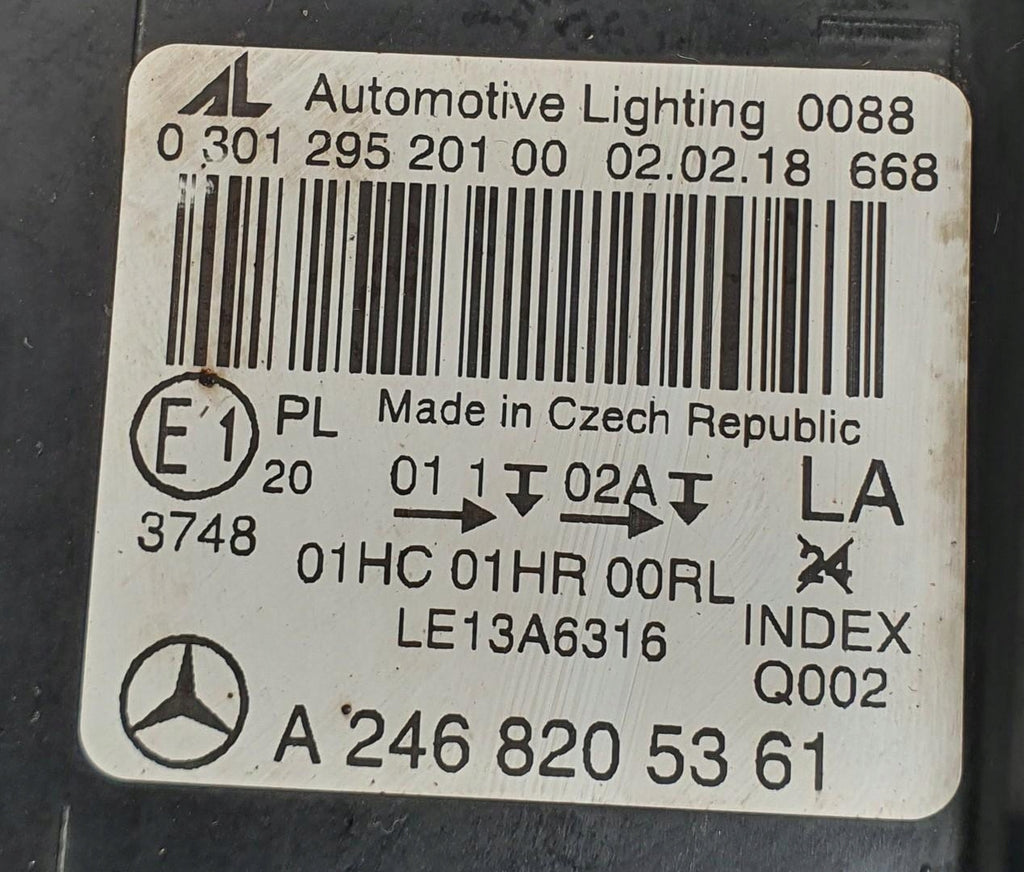 AL Automotive Lighting 0088
0 301 295 201 00 02.02.18 668
E1 PL Made in Czech Republic
20 01 1 02A LA
3748
01HC 01HR 00RL 24
LE13A6316 INDEX
Q002
A 246 820 53 61